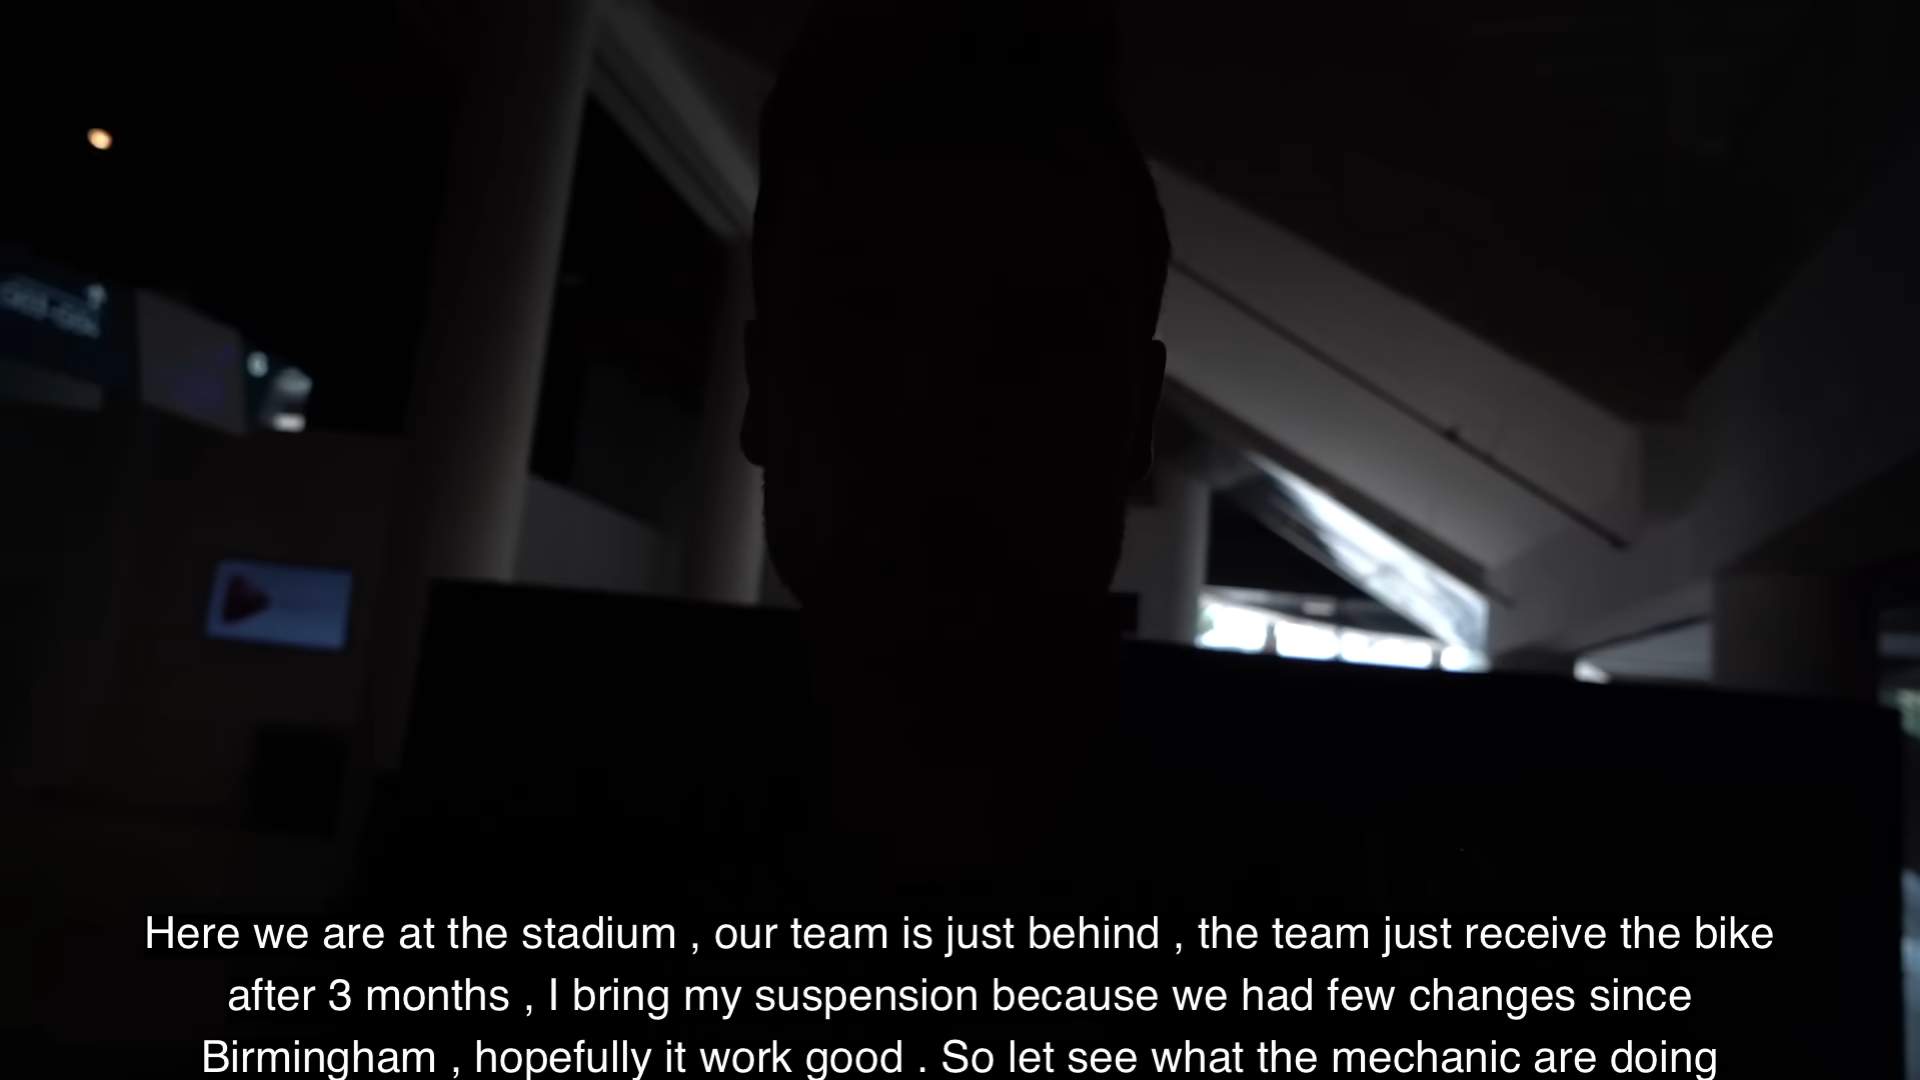 Here we are at the stadium , our team is just behind , the team just receive the bike
after 3 months , I bring my suspension because we had few changes since
Birmingham , hopefully it work good . So let see what the mechanic are doing